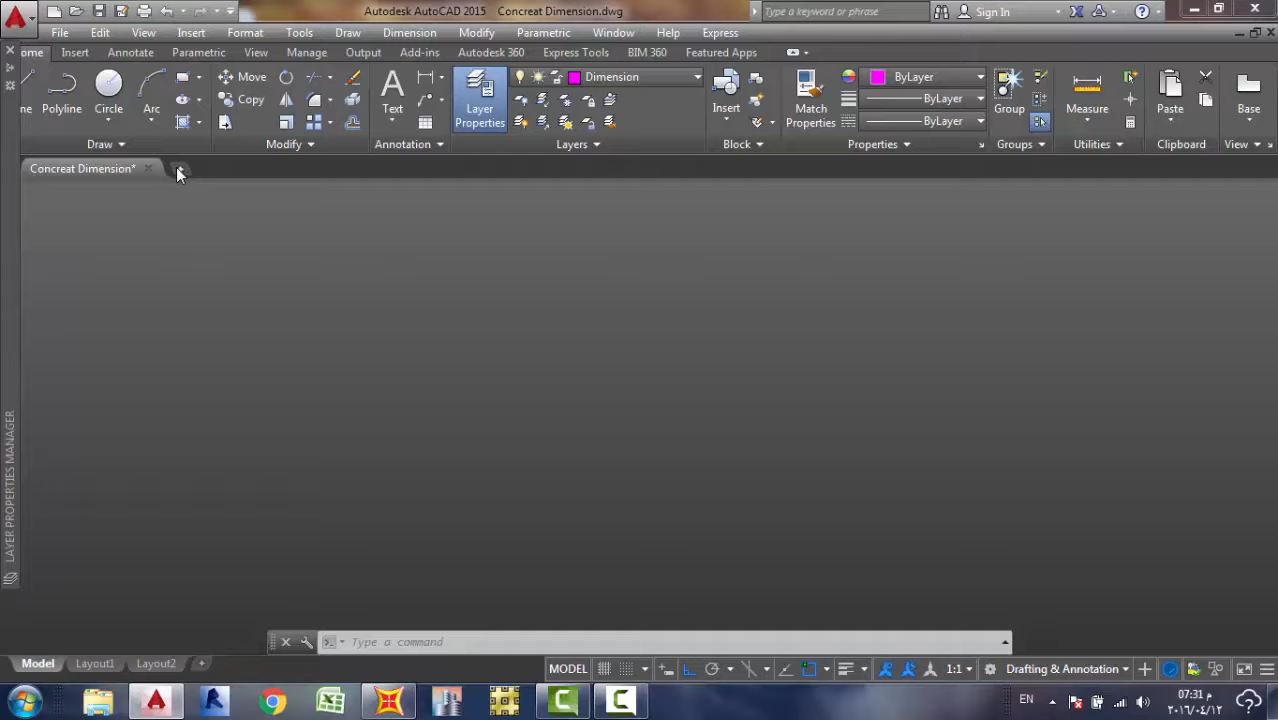 Autodesk AutoCAD 2015 Concreat Dimension.dwg
Type a keyword or phrase
Sign In
File Edit View Insert Format Tools Draw Dimension Modify Parametric Window Help Express
ome Insert Annotate Parametric View Manage Output Add-ins Autodesk 360 Express Tools BIM 360 Featured Apps
ne Polyline Circle Arc
Move
Copy
Text
Layer Properties
Dimension
Insert
Match Properties
ByLayer
ByLayer
ByLayer
Group
Measure
Paste
Base
Draw Modify Annotation Layers Block Properties Groups Utilities Clipboard View
Concreat Dimension*
LAYER PROPERTIES MANAGER
Type a command
Model Layout1 Layout2
MODEL 1:1 Drafting & Annotation
EN
07:31 م
٢٠١٦/٠٤/١٢